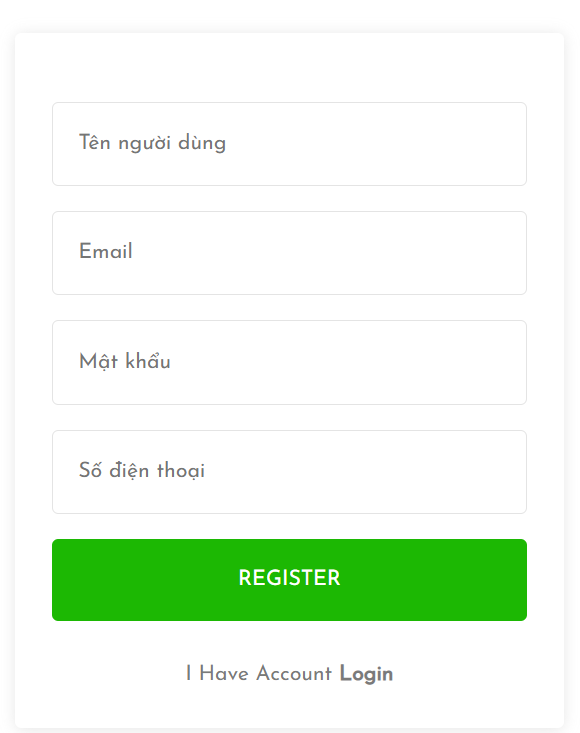 Tên người dùng
Email
Mật khẩu
Số điện thoại
REGISTER
I Have Account Login